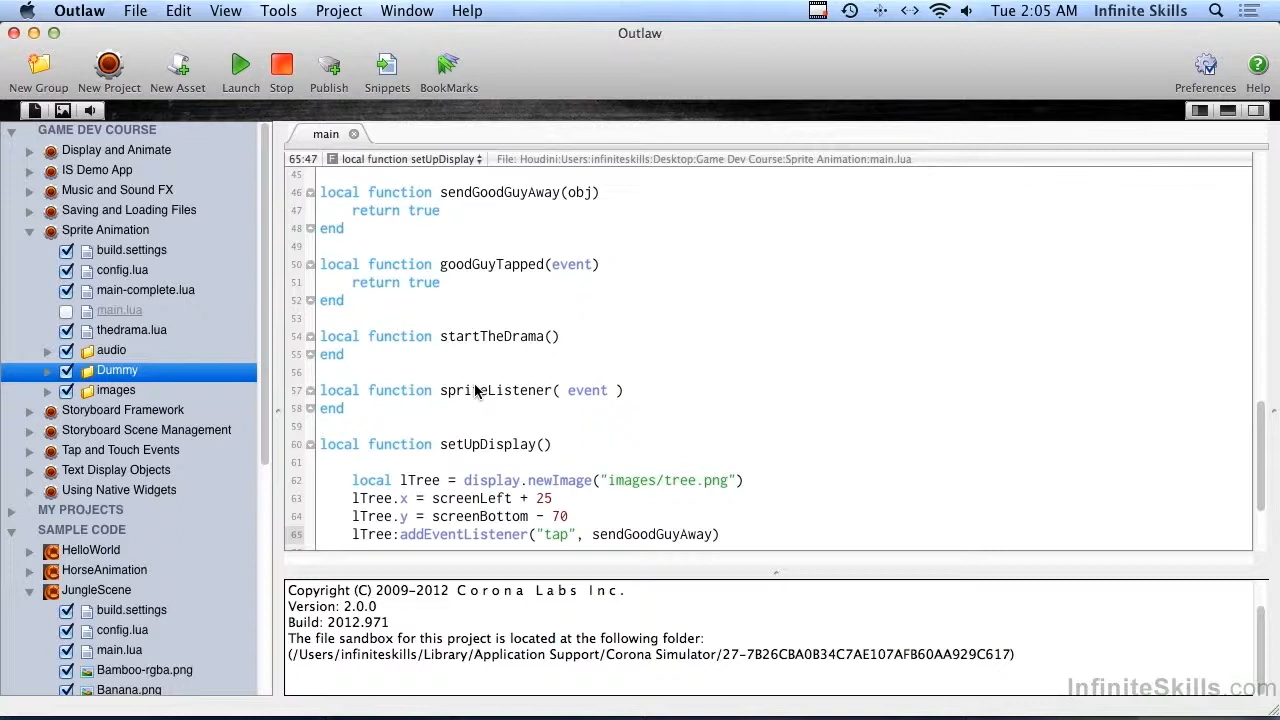 Outlaw File Edit View Tools Project Window Help Tue 2:05 AM Infinite Skills
Outlaw
New Group New Project New Asset Launch Stop Publish Snippets BookMarks Preferences Help
GAME DEV COURSE
Display and Animate
IS Demo App
Music and Sound FX
Saving and Loading Files
Sprite Animation
build.settings
config.lua
main-complete.lua
main.lua
thedrama.lua
audio
Dummy
images
Storyboard Framework
Storyboard Scene Management
Tap and Touch Events
Text Display Objects
Using Native Widgets
MY PROJECTS
SAMPLE CODE
HelloWorld
HorseAnimation
JungleScene
build.settings
config.lua
main.lua
Bamboo-rgba.png
Banana.png
main
65:47 F local function setUpDisplay File: Houdini:Users:infiniteskills:Desktop:Game Dev Course:Sprite Animation:main.lua
45
46 local function sendGoodGuyAway(obj)
47 return true
48 end
49
50 local function goodGuyTapped(event)
51 return true
52 end
53
54 local function startTheDrama()
55 end
56
57 local function spriteListener( event )
58 end
59
60 local function setUpDisplay()
61
62 local lTree = display.newImage("images/tree.png")
63 lTree.x = screenLeft + 25
64 lTree.y = screenBottom - 70
65 lTree:addEventListener("tap", sendGoodGuyAway)
Copyright (C) 2009-2012 C o r o n a L a b s I n c .
Version: 2.0.0
Build: 2012.971
The file sandbox for this project is located at the following folder:
(/Users/infiniteskills/Library/Application Support/Corona Simulator/27-7B26CBA0B34C7AE107AFB60AA929C617)
InfiniteSkills.com